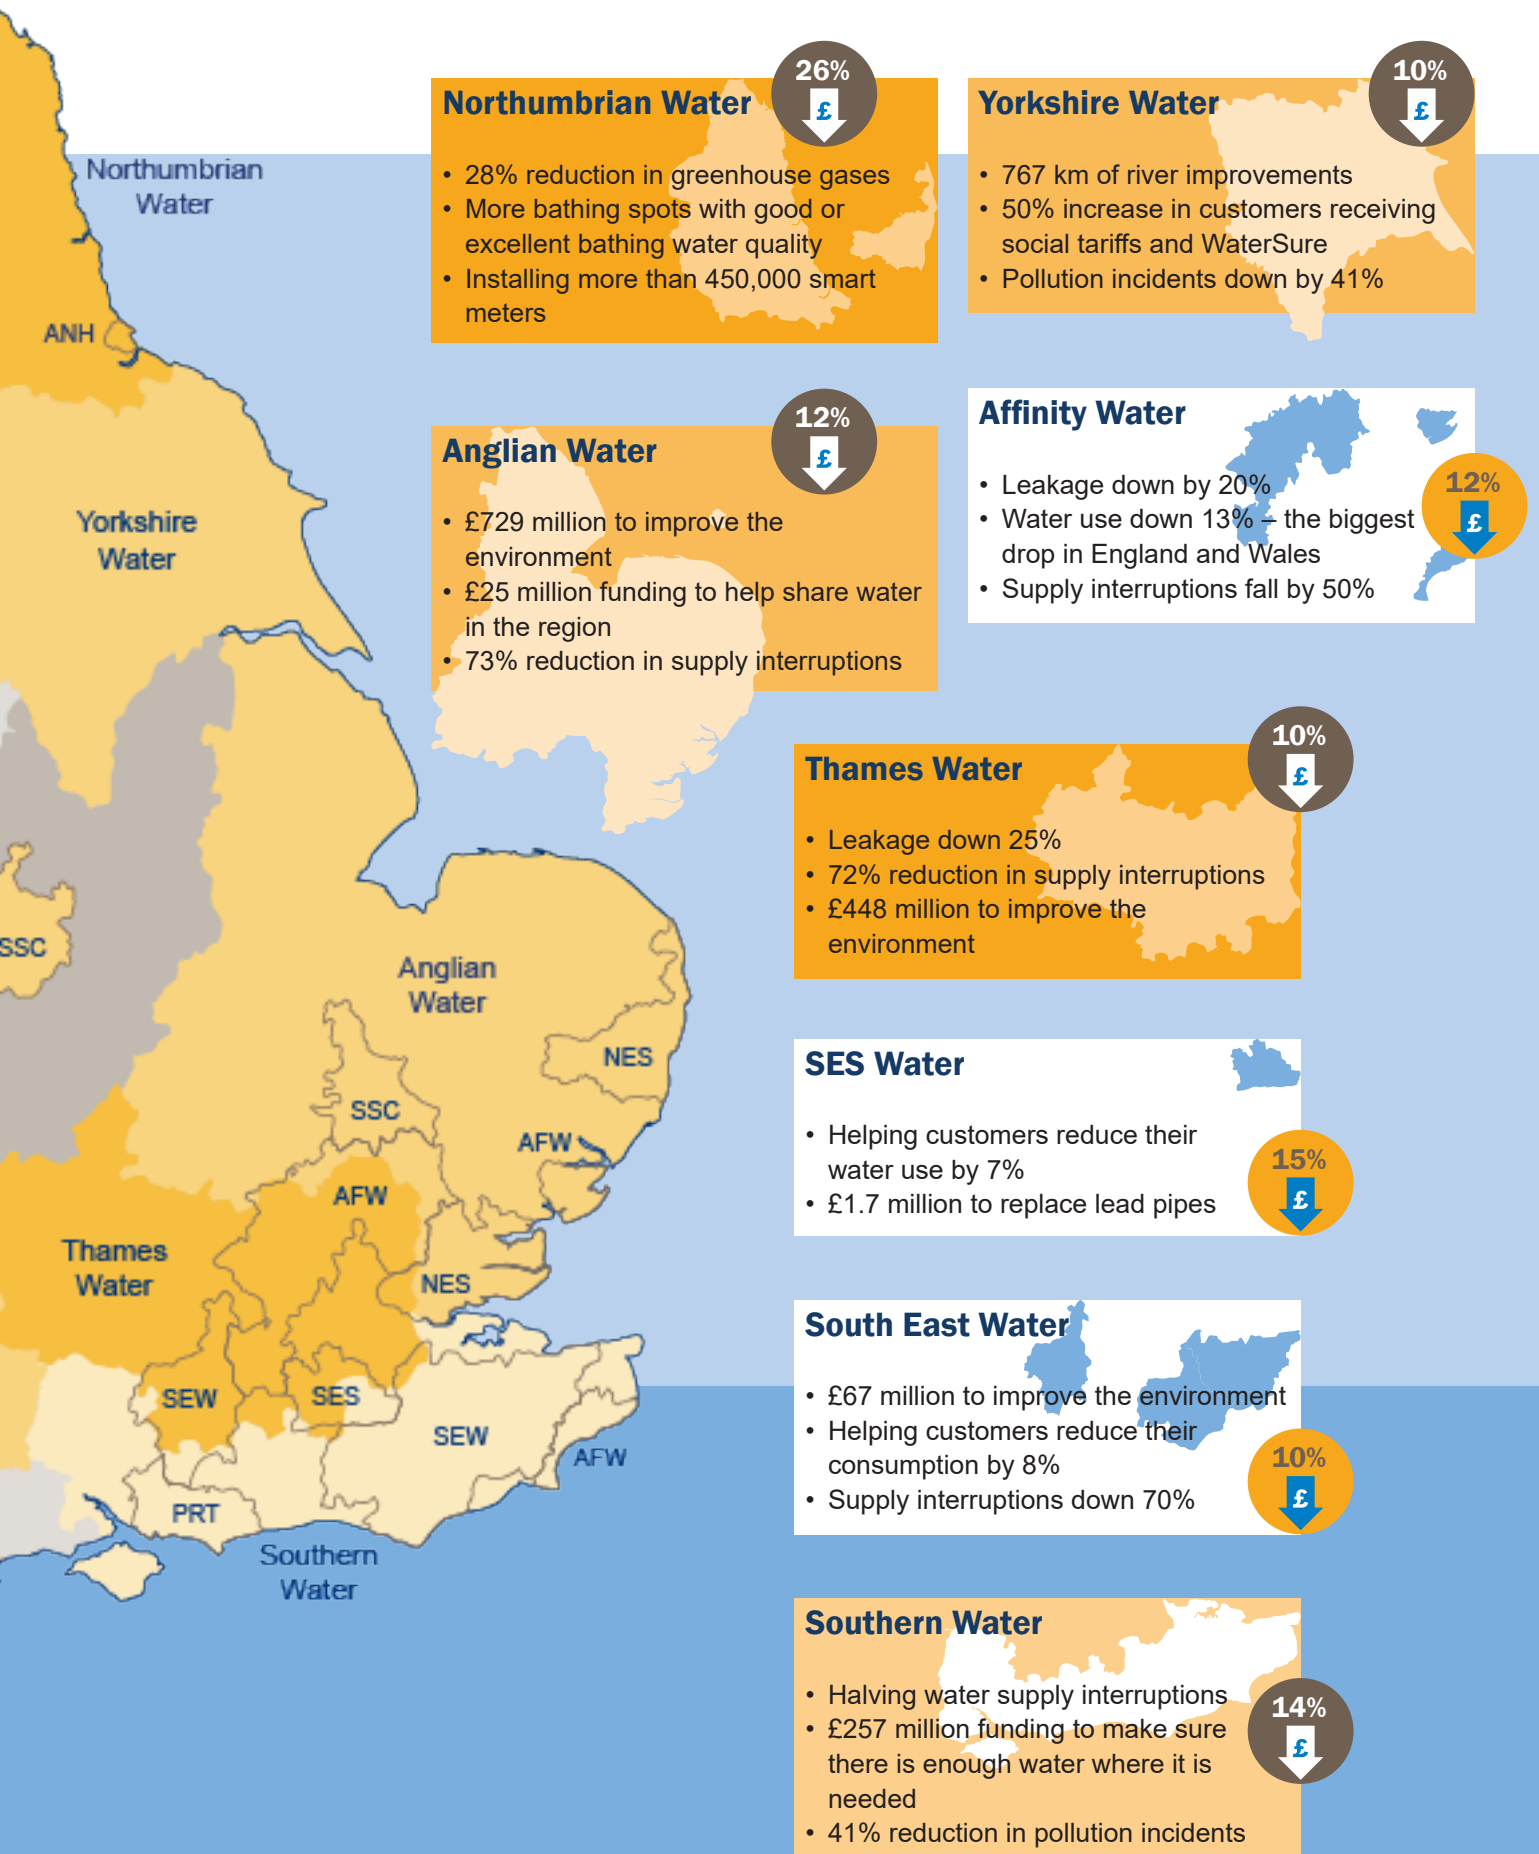 Northumbrian
Water
ANH
Yorkshire
Water
SSC
Anglian
Water
NES
SSC
AFW
AFW
Thames
Water
NES
SEW
SES
SEW
AFW
PRT
Southern
Water
Northumbrian Water
26%
£
• 28% reduction in greenhouse gases
• More bathing spots with good or
excellent bathing water quality
• Installing more than 450,000 smart
meters
Yorkshire Water
10%
£
• 767 km of river improvements
• 50% increase in customers receiving
social tariffs and WaterSure
• Pollution incidents down by 41%
Anglian Water
12%
£
• £729 million to improve the
environment
• £25 million funding to help share water
in the region
• 73% reduction in supply interruptions
Affinity Water
12%
£
• Leakage down by 20%
• Water use down 13% – the biggest
drop in England and Wales
• Supply interruptions fall by 50%
Thames Water
10%
£
• Leakage down 25%
• 72% reduction in supply interruptions
• £448 million to improve the
environment
SES Water
• Helping customers reduce their
water use by 7%
• £1.7 million to replace lead pipes
15%
£
South East Water
• £67 million to improve the environment
• Helping customers reduce their
consumption by 8%
• Supply interruptions down 70%
10%
£
Southern Water
• Halving water supply interruptions
• £257 million funding to make sure
there is enough water where it is
needed
• 41% reduction in pollution incidents
14%
£